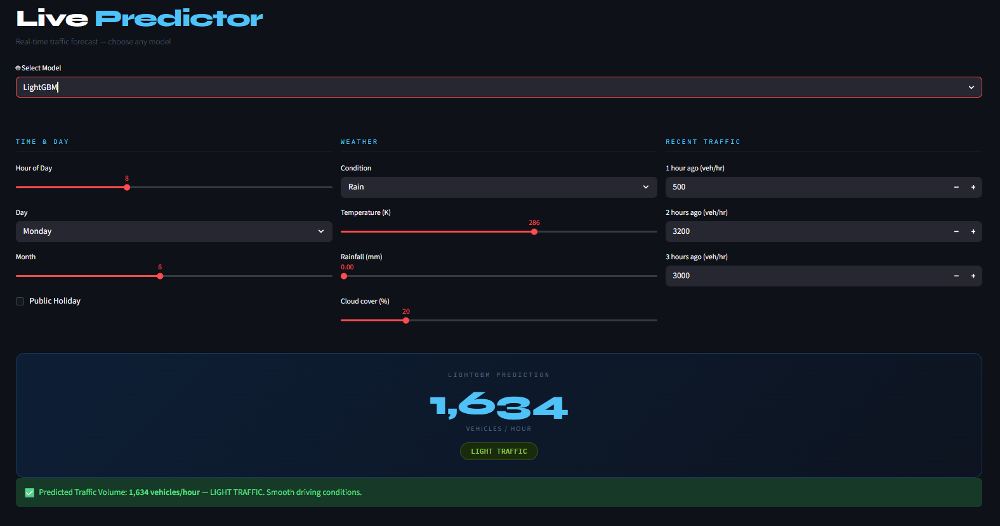 Live Predictor
Real-time traffic forecast — choose any model
Select Model
LightGBM
TIME & DAY
Hour of Day
8
Day
Monday
Month
6
Public Holiday
WEATHER
Condition
Rain
Temperature (K)
286
Rainfall (mm)
0.00
Cloud cover (%)
20
RECENT TRAFFIC
1 hour ago (veh/hr)
500
2 hours ago (veh/hr)
3200
3 hours ago (veh/hr)
3000
LIGHTGBM PREDICTION
1,634
VEHICLES / HOUR
LIGHT TRAFFIC
Predicted Traffic Volume: 1,634 vehicles/hour — LIGHT TRAFFIC. Smooth driving conditions.